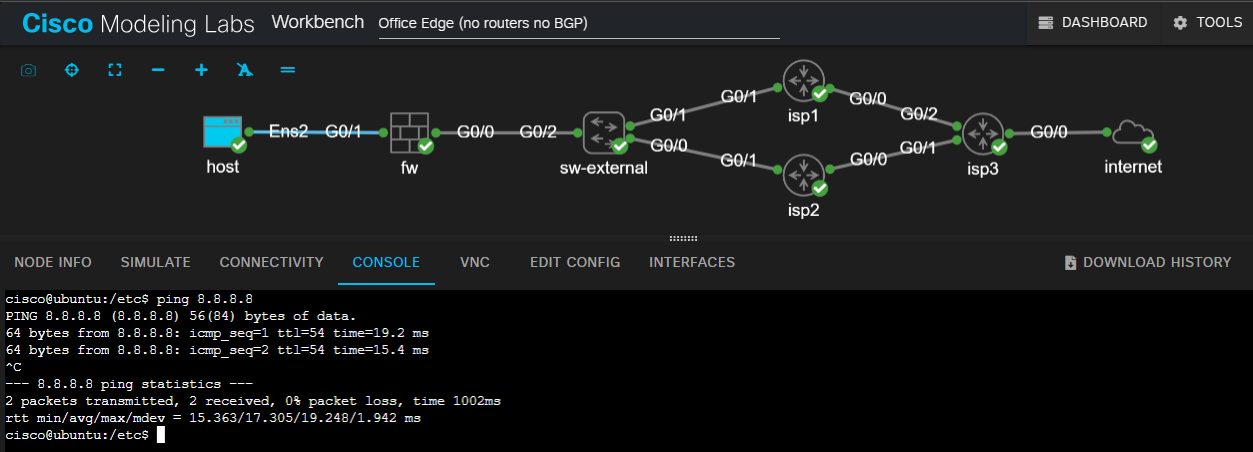 Cisco Modeling Labs Workbench Office Edge (no routers no BGP) DASHBOARD TOOLS
G0/1 G0/1 isp1 G0/0 G0/2
Ens2 G0/1 G0/0 G0/2 G0/0
host fw sw-external isp3 internet
G0/0 G0/1 isp2 G0/0 G0/1
NODE INFO SIMULATE CONNECTIVITY CONSOLE VNC EDIT CONFIG INTERFACES DOWNLOAD HISTORY
cisco@ubuntu:/etc$ ping 8.8.8.8
PING 8.8.8.8 (8.8.8.8) 56(84) bytes of data.
64 bytes from 8.8.8.8: icmp_seq=1 ttl=54 time=19.2 ms
64 bytes from 8.8.8.8: icmp_seq=2 ttl=54 time=15.4 ms
^C
--- 8.8.8.8 ping statistics ---
2 packets transmitted, 2 received, 0% packet loss, time 1002ms
rtt min/avg/max/mdev = 15.363/17.305/19.248/1.942 ms
cisco@ubuntu:/etc$